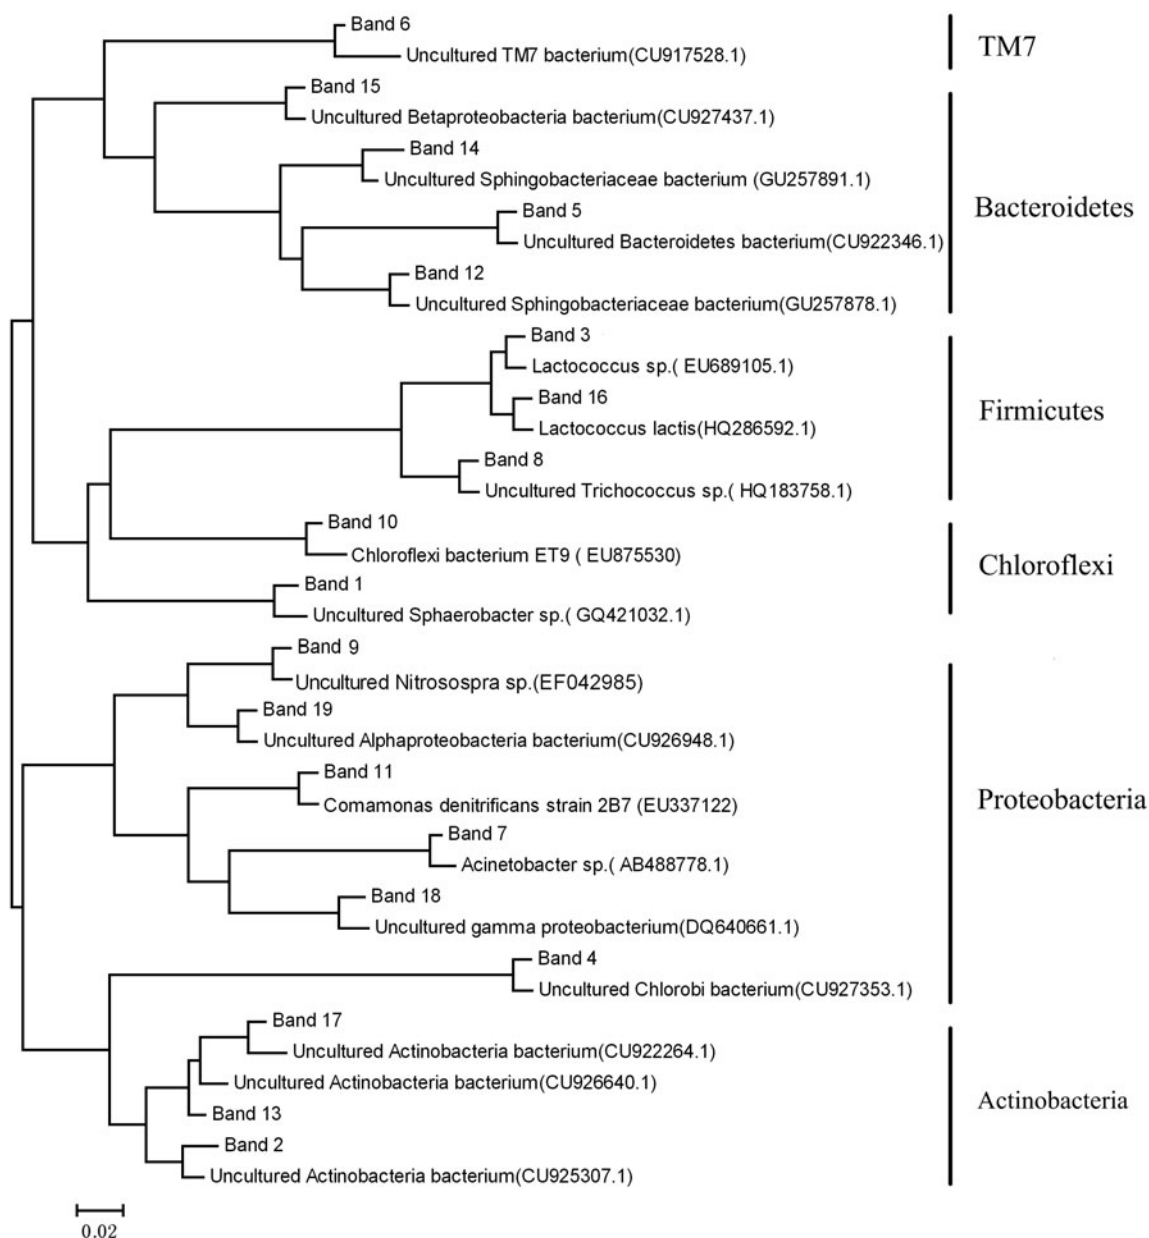 Band 6
Uncultured TM7 bacterium(CU917528.1)
TM7
Band 15
Uncultured Betaproteobacteria bacterium(CU927437.1)
Band 14
Uncultured Sphingobacteriaceae bacterium (GU257891.1)
Bacteroidetes
Band 5
Uncultured Bacteroidetes bacterium(CU922346.1)
Band 12
Uncultured Sphingobacteriaceae bacterium(GU257878.1)
Band 3
Lactococcus sp.( EU689105.1)
Band 16
Firmicutes
Lactococcus lactis(HQ286592.1)
Band 8
Uncultured Trichococcus sp.( HQ183758.1)
Band 10
Chloroflexi bacterium ET9 ( EU875530)
Chloroflexi
Band 1
Uncultured Sphaerobacter sp.( GQ421032.1)
Band 9
Uncultured Nitrosospra sp.(EF042985)
Band 19
Uncultured Alphaproteobacteria bacterium(CU926948.1)
Band 11
Comamonas denitrificans strain 2B7 (EU337122)
Proteobacteria
Band 7
Acinetobacter sp.( AB488778.1)
Band 18
Uncultured gamma proteobacterium(DQ640661.1)
Band 4
Uncultured Chlorobi bacterium(CU927353.1)
Band 17
Uncultured Actinobacteria bacterium(CU922264.1)
Uncultured Actinobacteria bacterium(CU926640.1)
Actinobacteria
Band 13
Band 2
Uncultured Actinobacteria bacterium(CU925307.1)
0.02